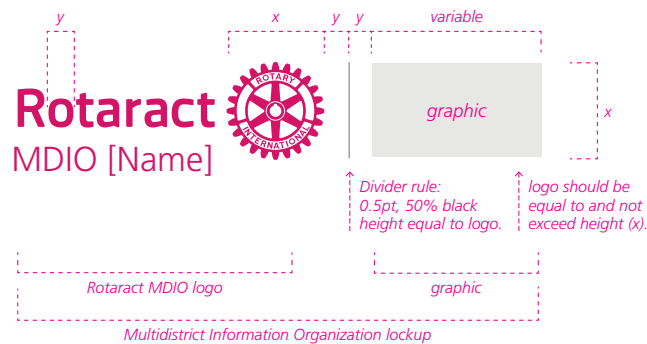 y
x
y
y
variable
Rotaract
MDIO [Name]
ROTARY
INTERNATIONAL
graphic
x
Divider rule:
0.5pt, 50% black
height equal to logo.
logo should be
equal to and not
exceed height (x).
Rotaract MDIO logo
graphic
Multidistrict Information Organization lockup